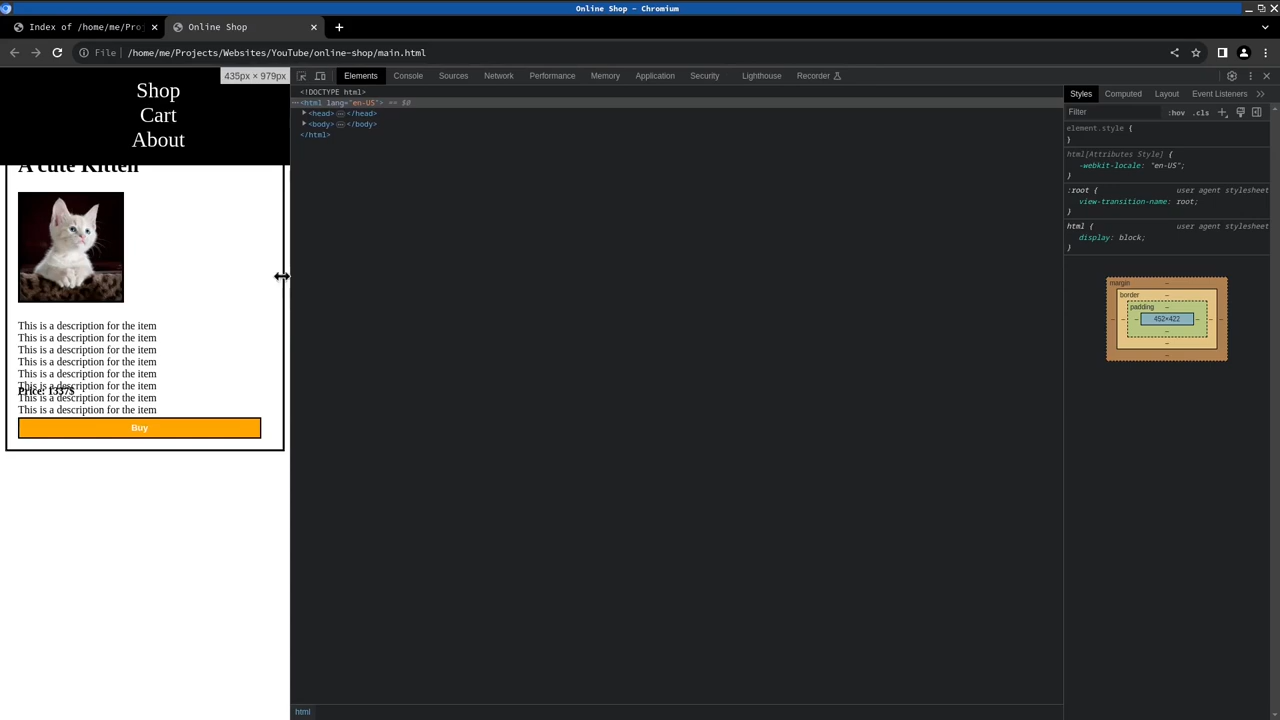 Online Shop - Chromium
Index of /home/me/Proj
Online Shop
File
/home/me/Projects/Websites/YouTube/online-shop/main.html
435px × 979px
Elements
Console
Sources
Network
Performance
Memory
Application
Security
Lighthouse
Recorder
Shop
Cart
About
A cute Kitten
This is a description for the item
This is a description for the item
This is a description for the item
This is a description for the item
This is a description for the item
This is a description for the item
Price: 1337$
This is a description for the item
This is a description for the item
Buy
<!DOCTYPE html>
<html lang="en-US"> == $0
<head> … </head>
<body> … </body>
</html>
html
Styles
Computed
Layout
Event Listeners
Filter
:hov
.cls
element.style {
}
html[Attributes Style] {
-webkit-locale: "en-US";
}
:root {
user agent stylesheet
view-transition-name: root;
}
html {
user agent stylesheet
display: block;
}
margin
border
padding
452×422